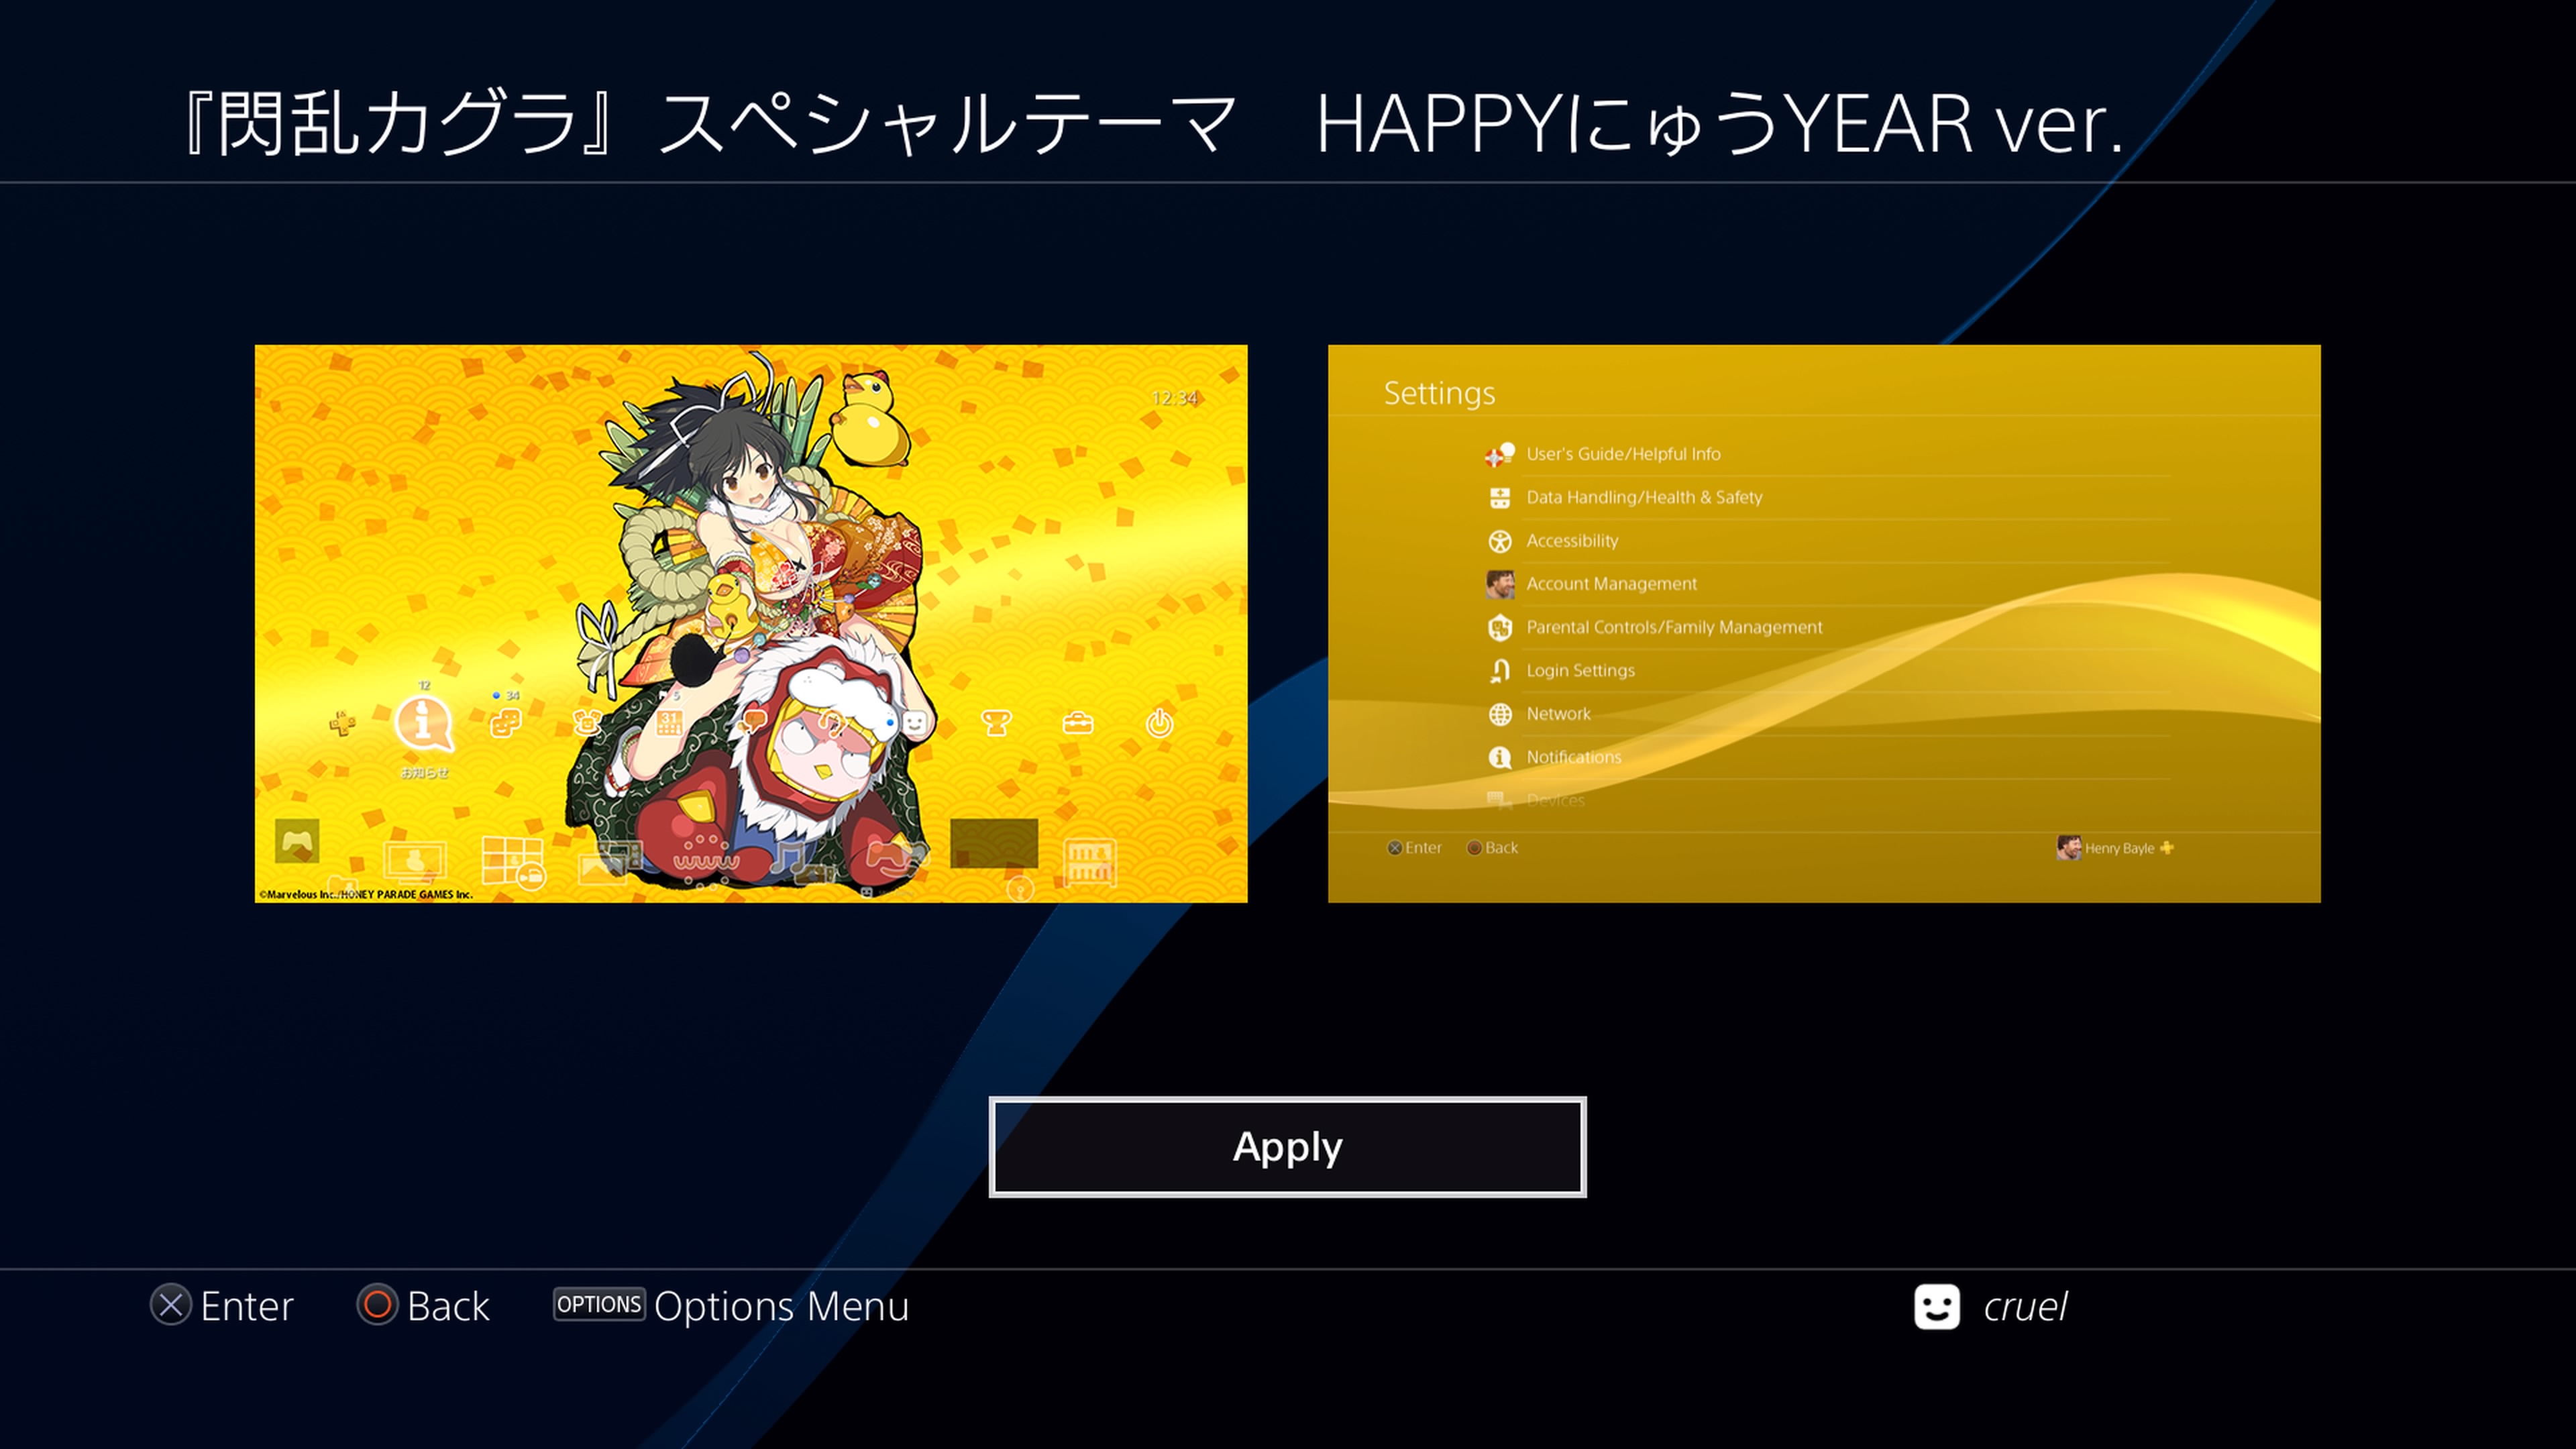 『閃乱カグラ』スペシャルテーマ　HAPPYにゅうYEAR ver.
12:34
12
34
5
31
お知らせ
www
©Marvelous Inc./HONEY PARADE GAMES Inc.
Settings
User's Guide/Helpful Info
Data Handling/Health & Safety
Accessibility
Account Management
Parental Controls/Family Management
Login Settings
Network
Notifications
Devices
Enter Back
Henry Bayle
Apply
Enter Back OPTIONS Options Menu
cruel